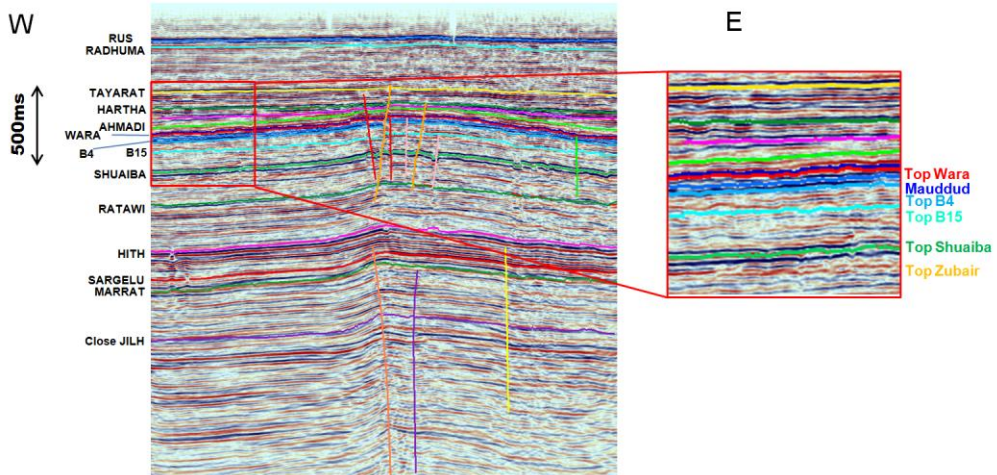 W
E
RUS
RADHUMA
TAYARAT
HARTHA
AHMADI
WARA
B4
B15
SHUAIBA
RATAWI
HITH
SARGELU
MARRAT
Close JILH
500ms
Top Wara
Mauddud
Top B4
Top B15
Top Shuaiba
Top Zubair